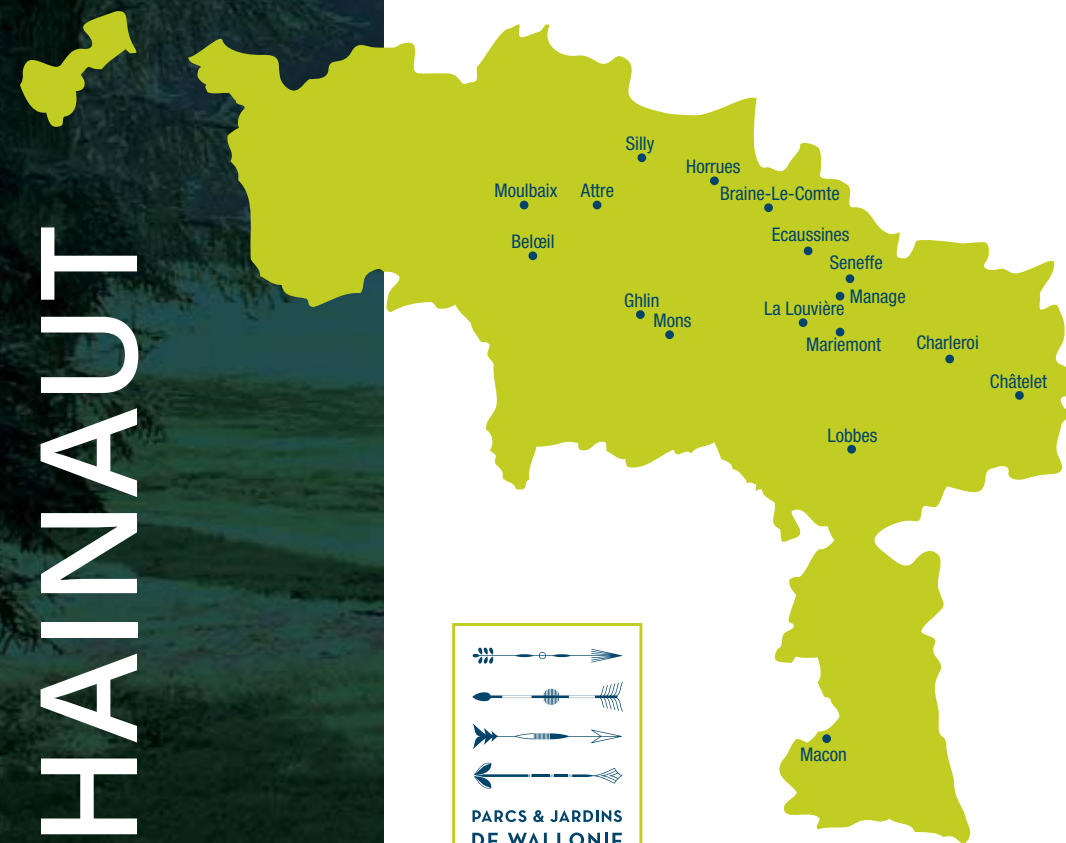 HAINAUT
Silly
Horrues
Moulbaix
Attre
Braine-Le-Comte
Ecaussines
Belœil
Seneffe
Manage
Ghlin
La Louvière
Mons
Mariemont
Charleroi
Châtelet
Lobbes
Macon
PARCS & JARDINS
DE WALLONIE